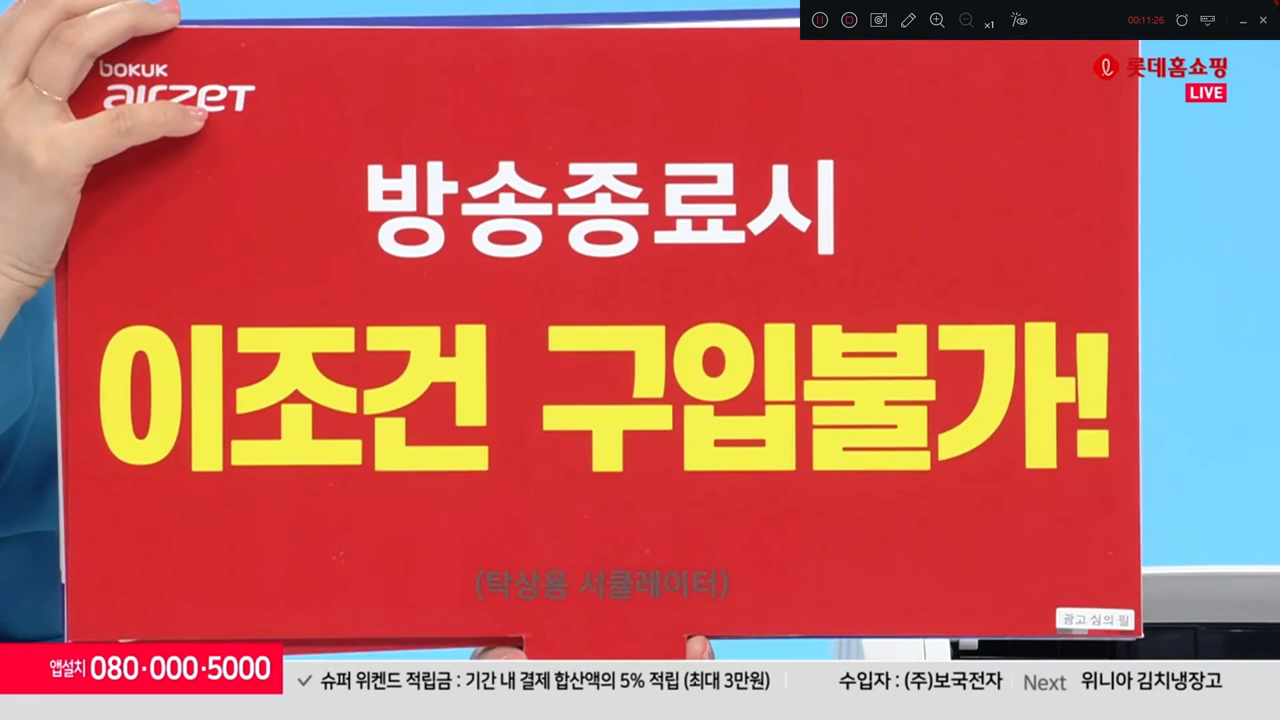 00:11:26
x1
bokuk
airzet
롯데홈쇼핑
LIVE
방송종료시
이조건 구입불가!
(탁상용 서큘레이터)
광고 심의 필
앱설치 080·000·5000
슈퍼 위켄드 적립금 : 기간 내 결제 합산액의 5% 적립 (최대 3만원)
수입자 : (주)보국전자
Next 위니아 김치냉장고